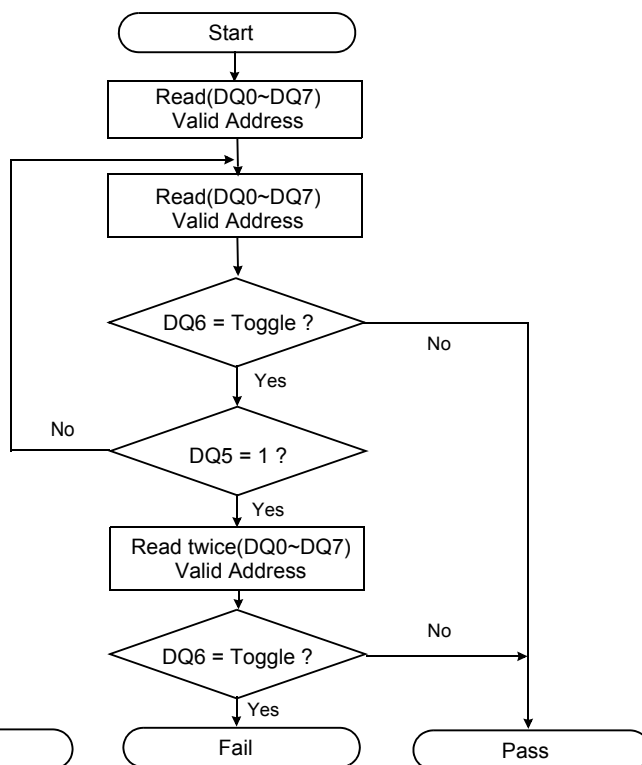 Start
Read(DQ0~DQ7)
Valid Address
Read(DQ0~DQ7)
Valid Address
DQ6 = Toggle ?
No
Yes
No
DQ5 = 1 ?
Yes
Read twice(DQ0~DQ7)
Valid Address
No
DQ6 = Toggle ?
Yes
Fail
Pass